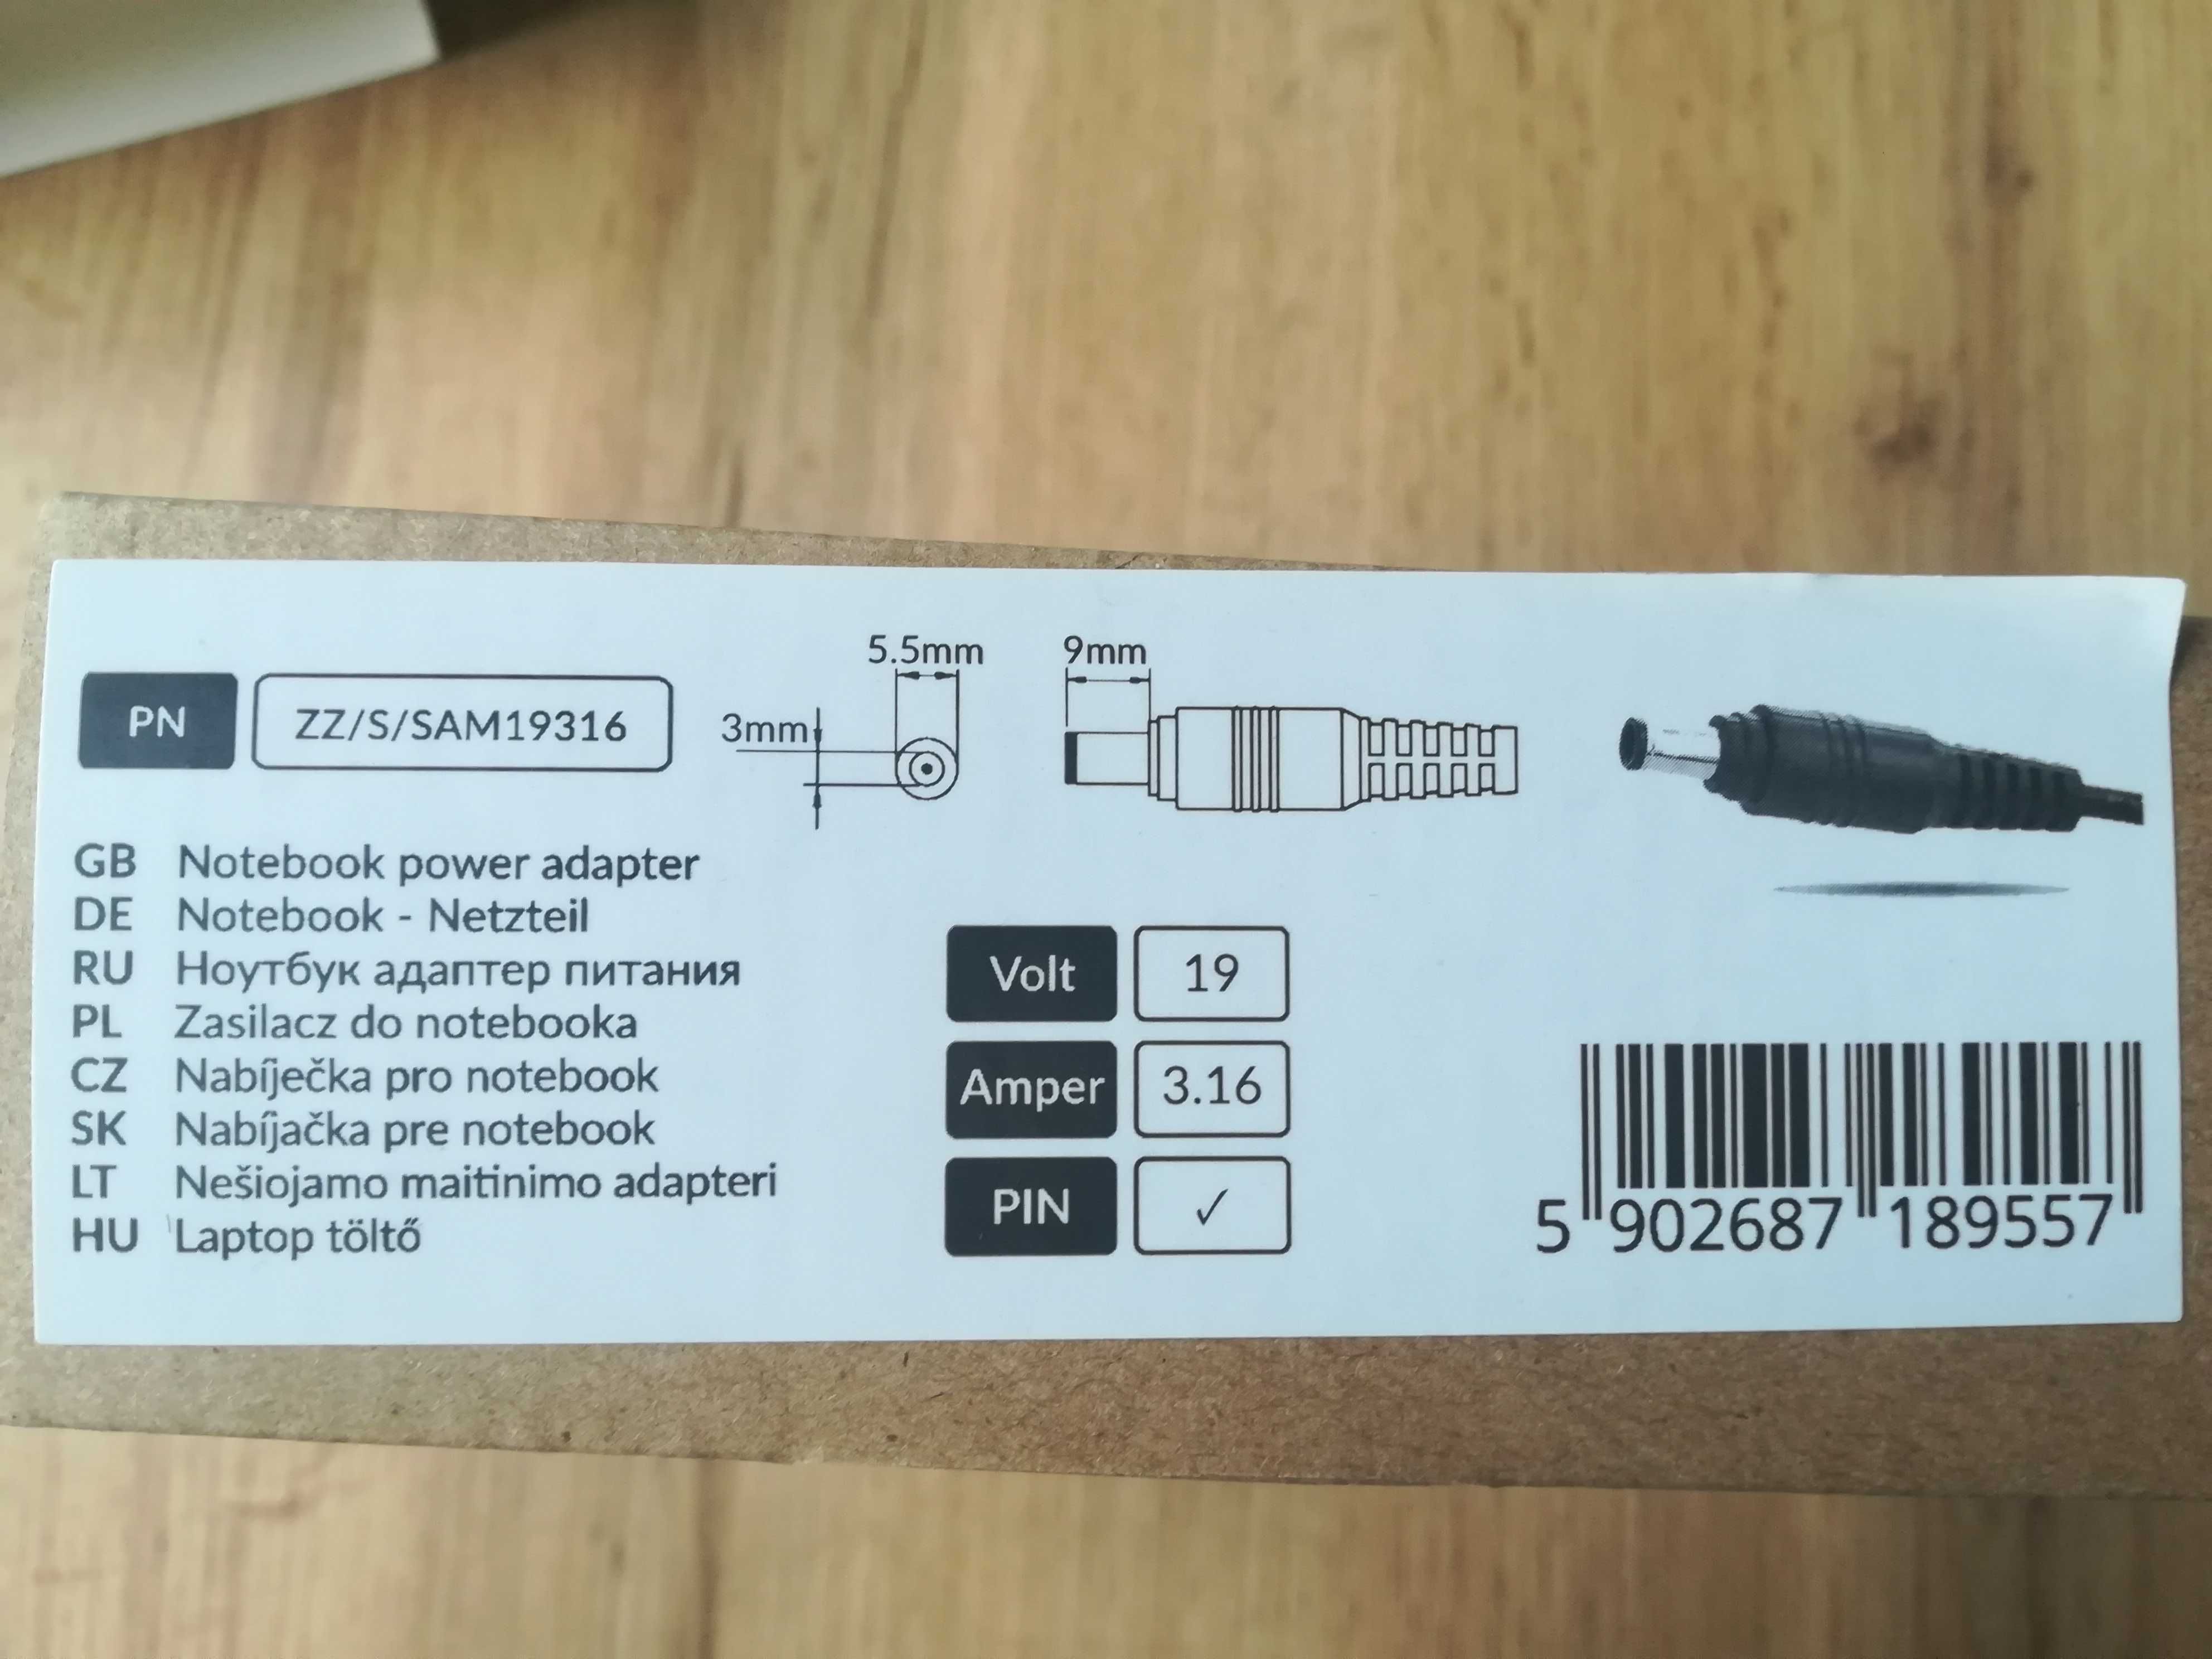 PN ZZ/S/SAM19316
5.5mm
9mm
3mm
GB Notebook power adapter
DE Notebook - Netzteil
RU Ноутбук адаптер питания
PL Zasilacz do notebooka
CZ Nabíječka pro notebook
SK Nabíjačka pre notebook
LT Nešiojamo maitinimo adapteri
HU Laptop töltő
Volt 19
Amper 3.16
PIN ✓
5 902687 189557